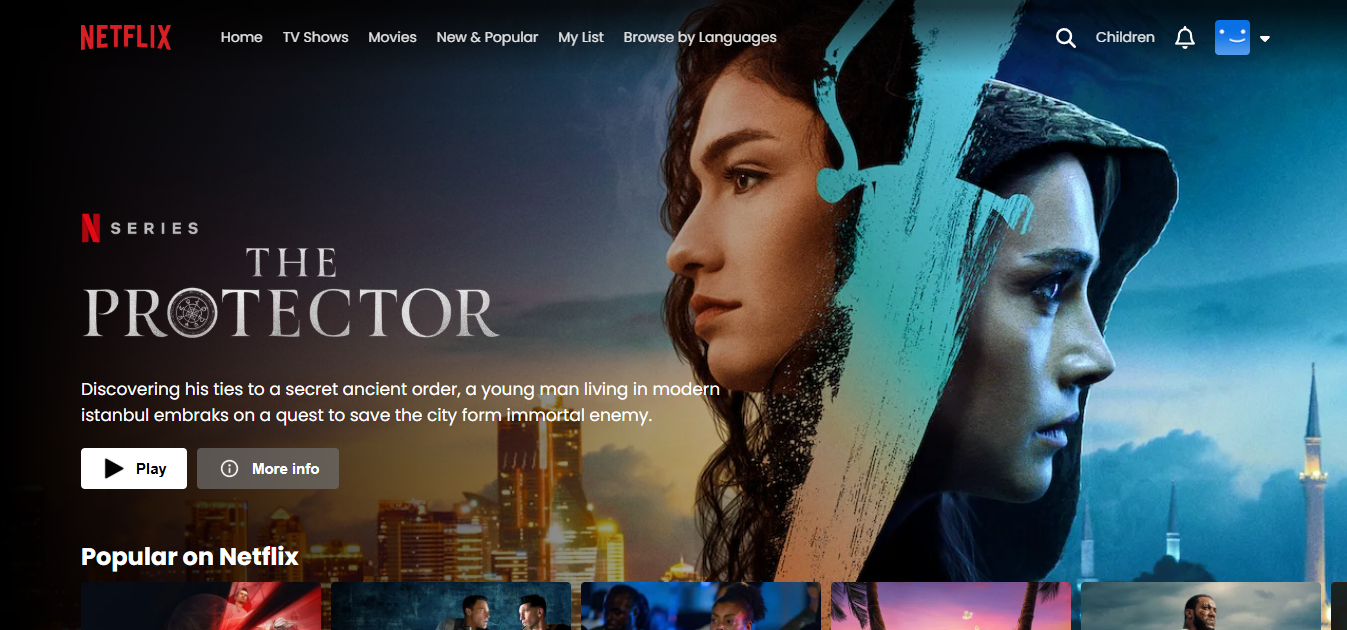 NETFLIX
Home TV Shows Movies New & Popular My List Browse by Languages
Children
N SERIES
THE
PROTECTOR
Discovering his ties to a secret ancient order, a young man living in modern
istanbul embraks on a quest to save the city form immortal enemy.
Play More info
Popular on Netflix